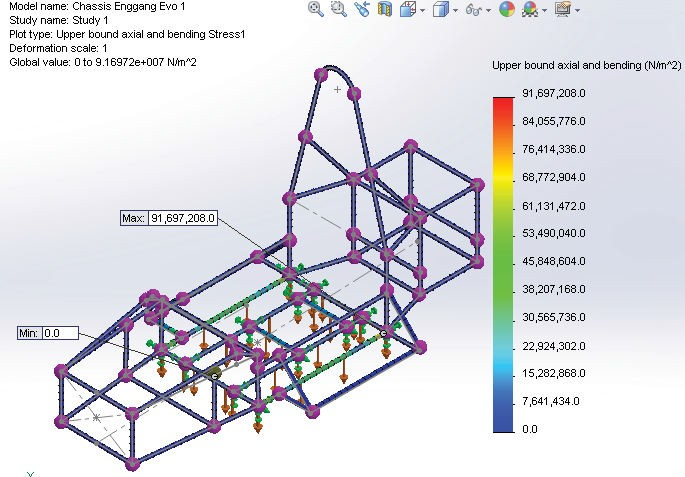 Model name: Chassis Enggang Evo 1
Study name: Study 1
Plot type: Upper bound axial and bending Stress1
Deformation scale: 1
Global value: 0 to 9.16972e+007 N/m^2
Upper bound axial and bending (N/m^2)
91,697,208.0
84,055,776.0
76,414,336.0
68,772,904.0
61,131,472.0
53,490,040.0
45,848,604.0
38,207,168.0
30,565,736.0
22,924,302.0
15,282,868.0
7,641,434.0
0.0
Max: 91,697,208.0
Min: 0.0
Y